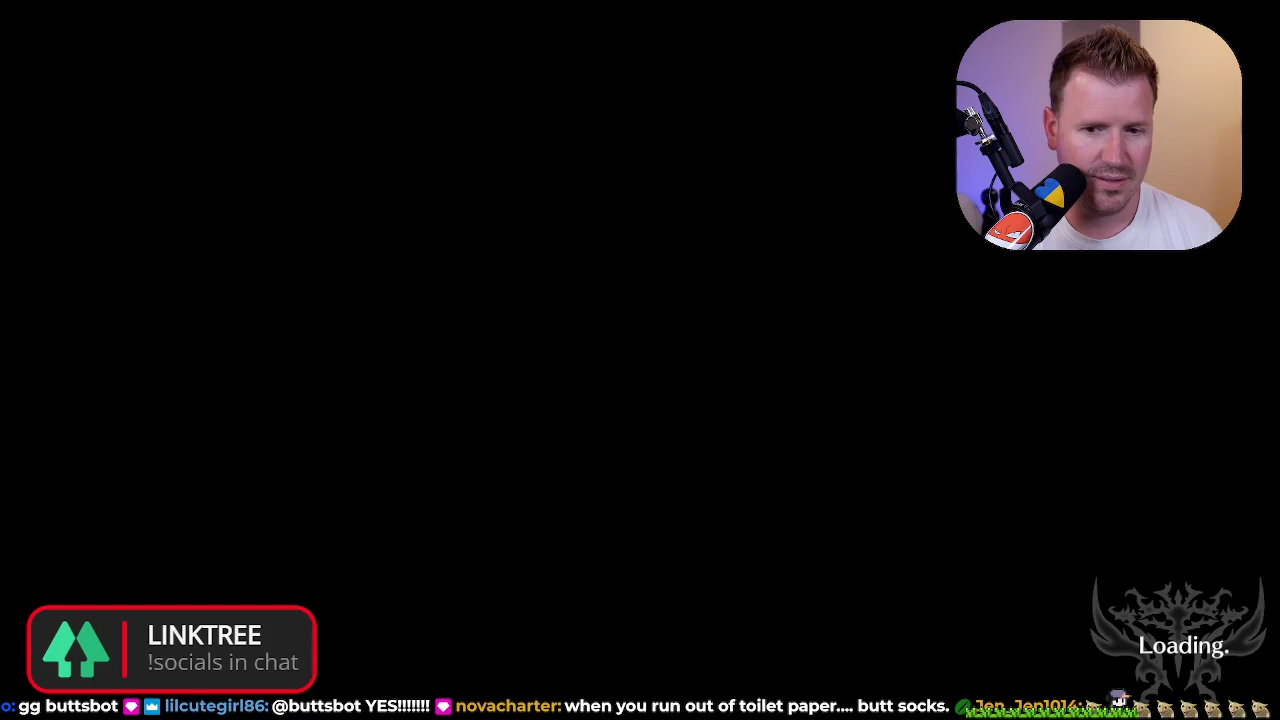 LINKTREE
!socials in chat
Loading.
o: gg buttsbot lilcutegirl86: @buttsbot YES!!!!!!! novacharter: when you run out of toilet paper.... butt socks. Jen_Jen1014: